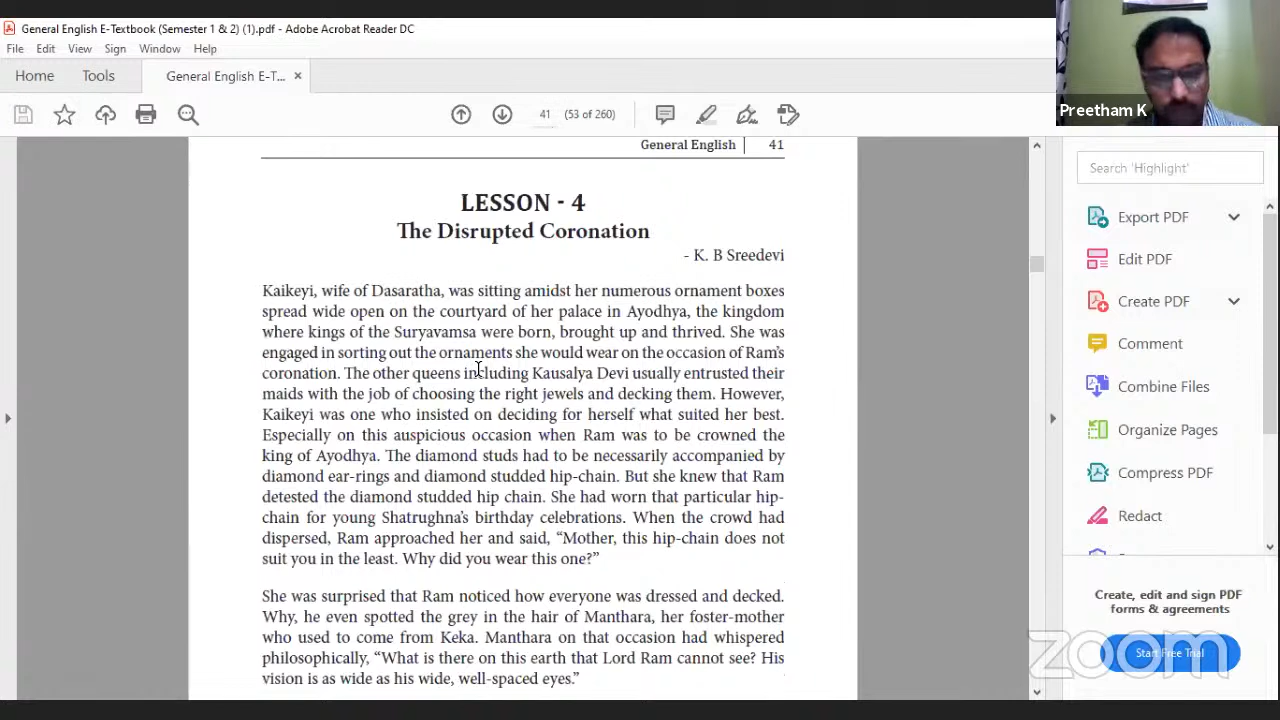 General English E-Textbook (Semester 1 & 2) (1).pdf - Adobe Acrobat Reader DC
File Edit View Sign Window Help
Home Tools General English E-T... ×
41 (53 of 260)
Preetham K
General English | 41
LESSON - 4
The Disrupted Coronation
- K. B Sreedevi
Kaikeyi, wife of Dasaratha, was sitting amidst her numerous ornament boxes
spread wide open on the courtyard of her palace in Ayodhya, the kingdom
where kings of the Suryavamsa were born, brought up and thrived. She was
engaged in sorting out the ornaments she would wear on the occasion of Ram's
coronation. The other queens including Kausalya Devi usually entrusted their
maids with the job of choosing the right jewels and decking them. However,
Kaikeyi was one who insisted on deciding for herself what suited her best.
Especially on this auspicious occasion when Ram was to be crowned the
king of Ayodhya. The diamond studs had to be necessarily accompanied by
diamond ear-rings and diamond studded hip-chain. But she knew that Ram
detested the diamond studded hip chain. She had worn that particular hip-
chain for young Shatrughna's birthday celebrations. When the crowd had
dispersed, Ram approached her and said, “Mother, this hip-chain does not
suit you in the least. Why did you wear this one?”
She was surprised that Ram noticed how everyone was dressed and decked.
Why, he even spotted the grey in the hair of Manthara, her foster-mother
who used to come from Keka. Manthara on that occasion had whispered
philosophically, “What is there on this earth that Lord Ram cannot see? His
vision is as wide as his wide, well-spaced eyes.”
Search 'Highlight'
Export PDF
Edit PDF
Create PDF
Comment
Combine Files
Organize Pages
Compress PDF
Redact
Create, edit and sign PDF
forms & agreements
Start Free Trial
zoom